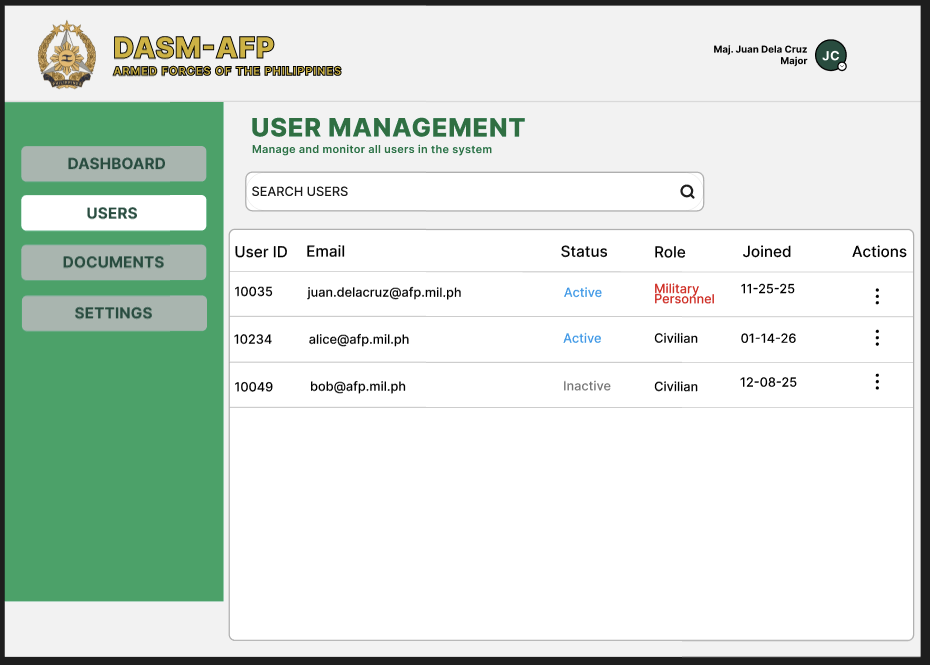 DASM-AFP
ARMED FORCES OF THE PHILIPPINES
Maj. Juan Dela Cruz
Major
JC
DASHBOARD
USERS
DOCUMENTS
SETTINGS
USER MANAGEMENT
Manage and monitor all users in the system
SEARCH USERS
User ID Email Status Role Joined Actions
10035 juan.delacruz@afp.mil.ph Active Military Personnel 11-25-25
10234 alice@afp.mil.ph Active Civilian 01-14-26
10049 bob@afp.mil.ph Inactive Civilian 12-08-25